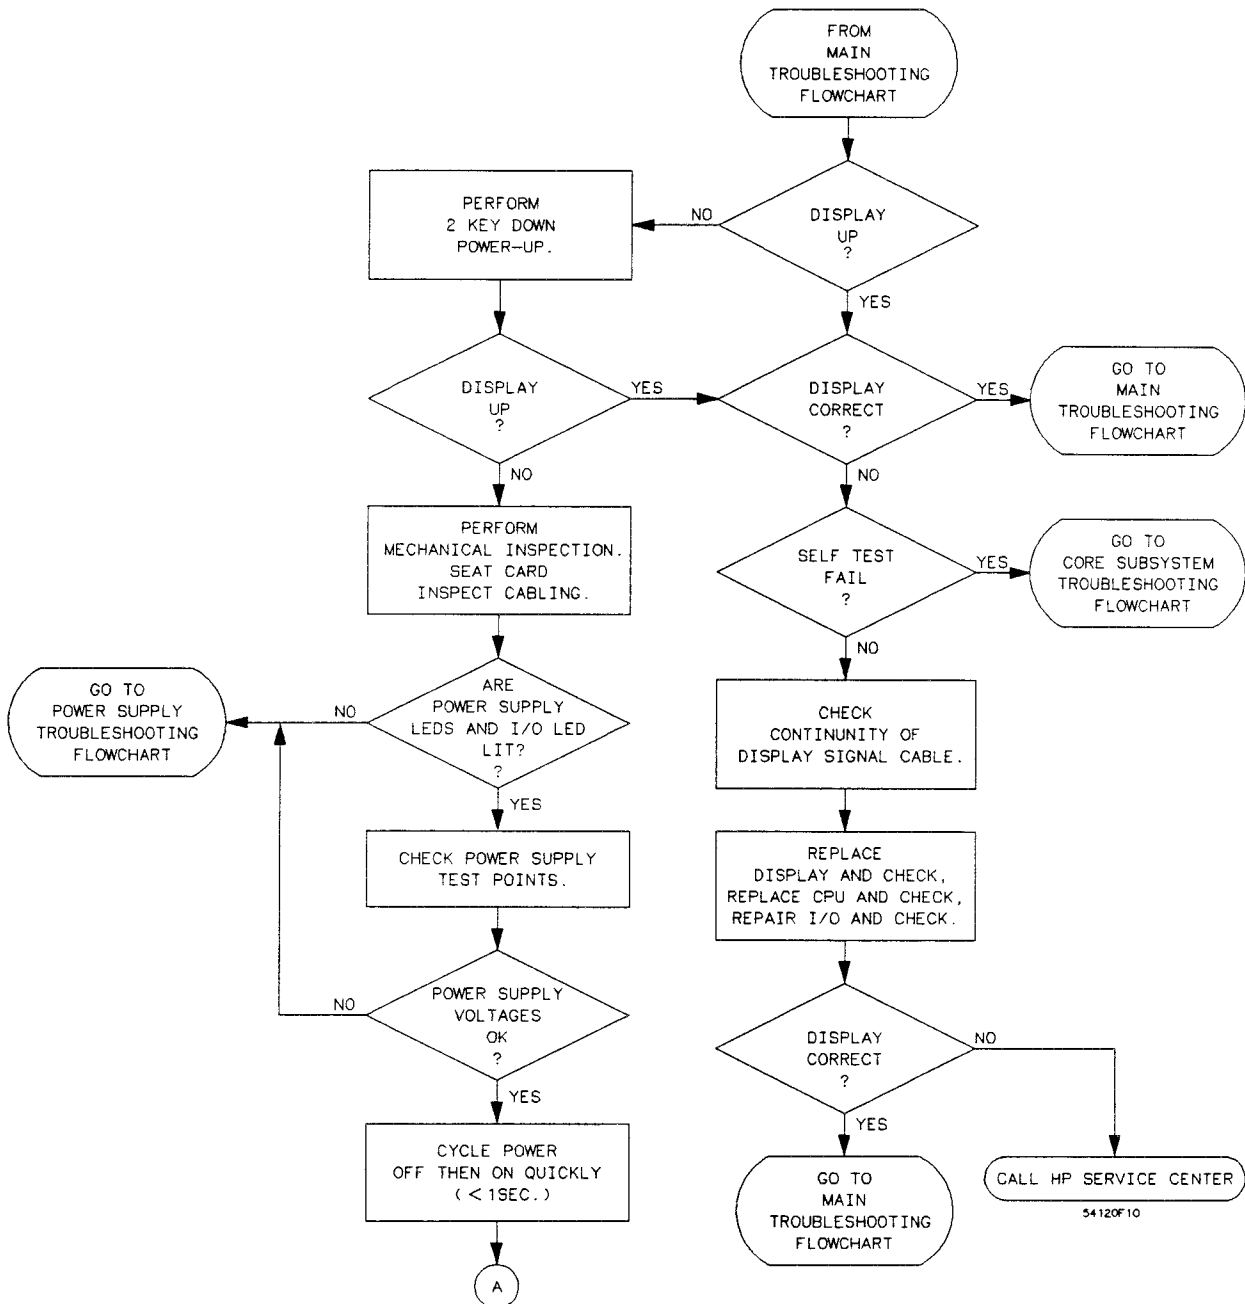 FROM
MAIN
TROUBLESHOOTING
FLOWCHART
PERFORM
2 KEY DOWN
POWER-UP.
NO
DISPLAY
UP
?
YES
DISPLAY
UP
?
YES
DISPLAY
CORRECT
?
YES
GO TO
MAIN
TROUBLESHOOTING
FLOWCHART
NO
NO
PERFORM
MECHANICAL INSPECTION.
SEAT CARD
INSPECT CABLING.
SELF TEST
FAIL
?
YES
GO TO
CORE SUBSYSTEM
TROUBLESHOOTING
FLOWCHART
NO
GO TO
POWER SUPPLY
TROUBLESHOOTING
FLOWCHART
NO
ARE
POWER SUPPLY
LEDS AND I/O LED
LIT?
?
YES
CHECK
CONTINUNITY OF
DISPLAY SIGNAL CABLE.
CHECK POWER SUPPLY
TEST POINTS.
REPLACE
DISPLAY AND CHECK,
REPLACE CPU AND CHECK,
REPAIR I/O AND CHECK.
NO
POWER SUPPLY
VOLTAGES
OK
?
YES
DISPLAY
CORRECT
?
NO
YES
CYCLE POWER
OFF THEN ON QUICKLY
(<1SEC.)
GO TO
MAIN
TROUBLESHOOTING
FLOWCHART
CALL HP SERVICE CENTER
54120F10
A